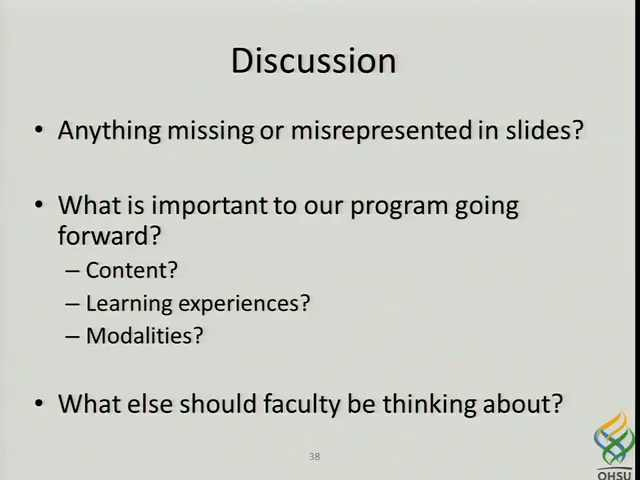 Discussion
• Anything missing or misrepresented in slides?
• What is important to our program going
forward?
– Content?
– Learning experiences?
– Modalities?
• What else should faculty be thinking about?
38
OHSU